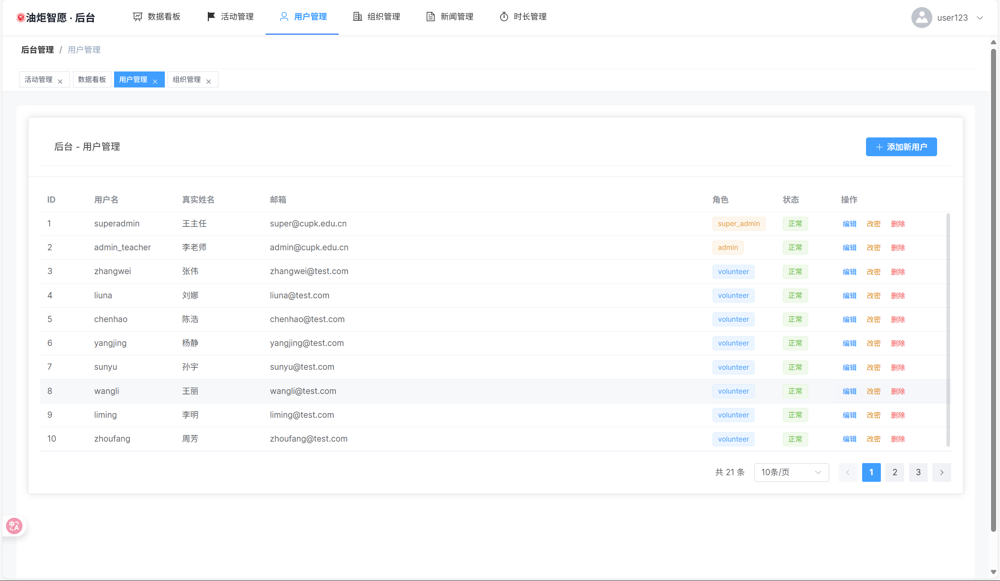 油炬智愿 · 后台 数据看板 活动管理 用户管理 组织管理 新闻管理 时长管理 user123
后台管理 / 用户管理
活动管理 × 数据看板 用户管理 × 组织管理 ×
后台 - 用户管理 + 添加新用户
ID 用户名 真实姓名 邮箱 角色 状态 操作
1 superadmin 王主任 super@cupk.edu.cn super_admin 正常 编辑 改密 删除
2 admin_teacher 李老师 admin@cupk.edu.cn admin 正常 编辑 改密 删除
3 zhangwei 张伟 zhangwei@test.com volunteer 正常 编辑 改密 删除
4 liuna 刘娜 liuna@test.com volunteer 正常 编辑 改密 删除
5 chenhao 陈浩 chenhao@test.com volunteer 正常 编辑 改密 删除
6 yangjing 杨静 yangjing@test.com volunteer 正常 编辑 改密 删除
7 sunyu 孙宇 sunyu@test.com volunteer 正常 编辑 改密 删除
8 wangli 王丽 wangli@test.com volunteer 正常 编辑 改密 删除
9 liming 李明 liming@test.com volunteer 正常 编辑 改密 删除
10 zhoufang 周芳 zhoufang@test.com volunteer 正常 编辑 改密 删除
共 21 条 10条/页 < 1 2 3 >
中A